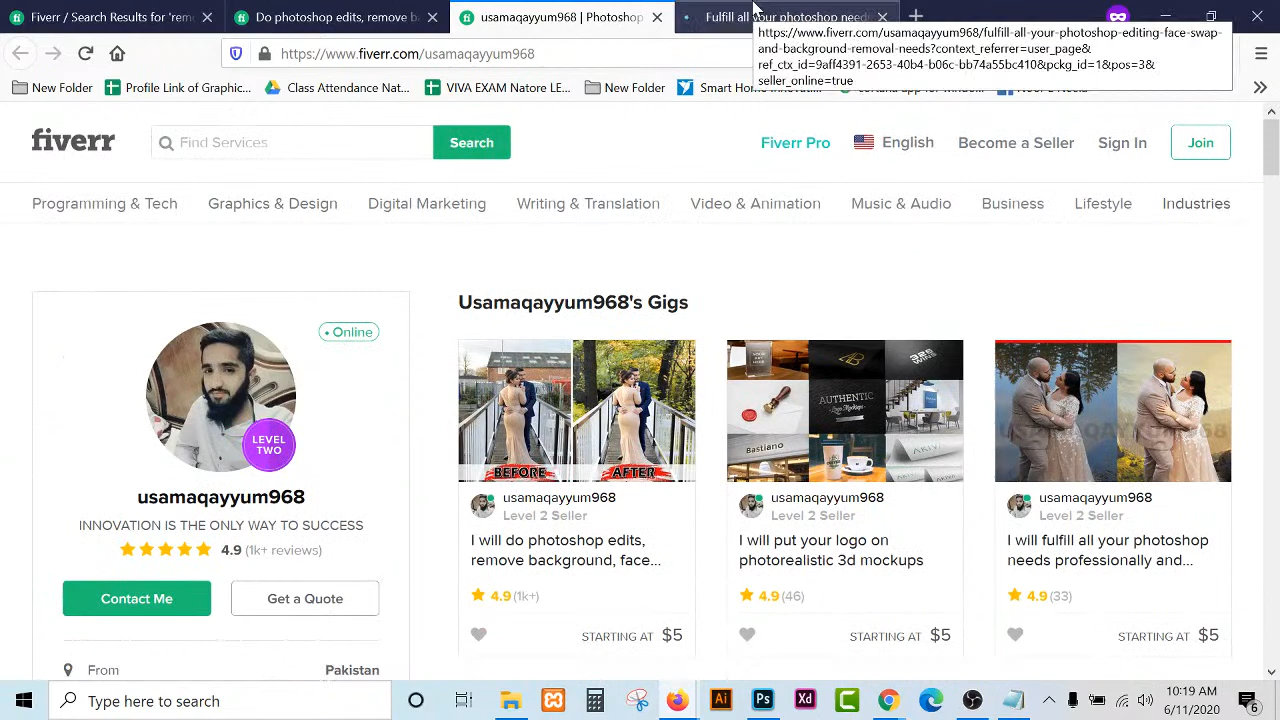 Fiverr / Search Results for 'remo
Do photoshop edits, remove b
usamaqayyum968 | Photoshop
Fulfill all your photoshop needs
https://www.fiverr.com/usamaqayyum968/fulfill-all-your-photoshop-editing-face-swap-
and-background-removal-needs?context_referrer=user_page&
ref_ctx_id=9aff4391-2653-40b4-b06c-bb74a55bc410&pckg_id=1&pos=3&
seller_online=true
https://www.fiverr.com/usamaqayyum968
New Folder
Profile Link of Graphic...
Class Attendance Nat...
VIVA EXAM Natore LE...
New Folder
Smart Home
fiverr
Find Services
Search
Fiverr Pro
English
Become a Seller
Sign In
Join
Programming & Tech
Graphics & Design
Digital Marketing
Writing & Translation
Video & Animation
Music & Audio
Business
Lifestyle
Industries
Online
LEVEL
TWO
usamaqayyum968
INNOVATION IS THE ONLY WAY TO SUCCESS
4.9 (1k+ reviews)
Contact Me
Get a Quote
From
Pakistan
Usamaqayyum968's Gigs
BEFORE
AFTER
usamaqayyum968
Level 2 Seller
I will do photoshop edits,
remove background, face...
4.9 (1k+)
STARTING AT $5
AUTHENTIC
Bastiano
usamaqayyum968
Level 2 Seller
I will put your logo on
photorealistic 3d mockups
4.9 (46)
STARTING AT $5
usamaqayyum968
Level 2 Seller
I will fulfill all your photoshop
needs professionally and...
4.9 (33)
STARTING AT $5
Type here to search
Ai
Ps
Xd
10:19 AM
6/11/2020
6